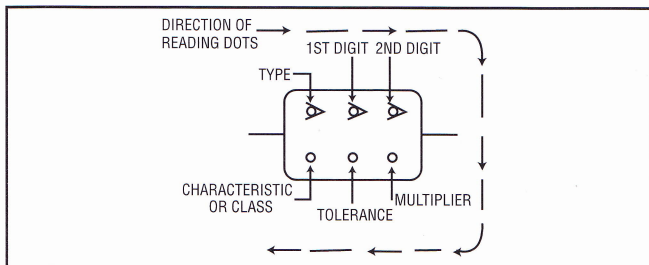 DIRECTION OF
READING DOTS
1ST DIGIT 2ND DIGIT
TYPE
CHARACTERISTIC
OR CLASS
TOLERANCE
MULTIPLIER